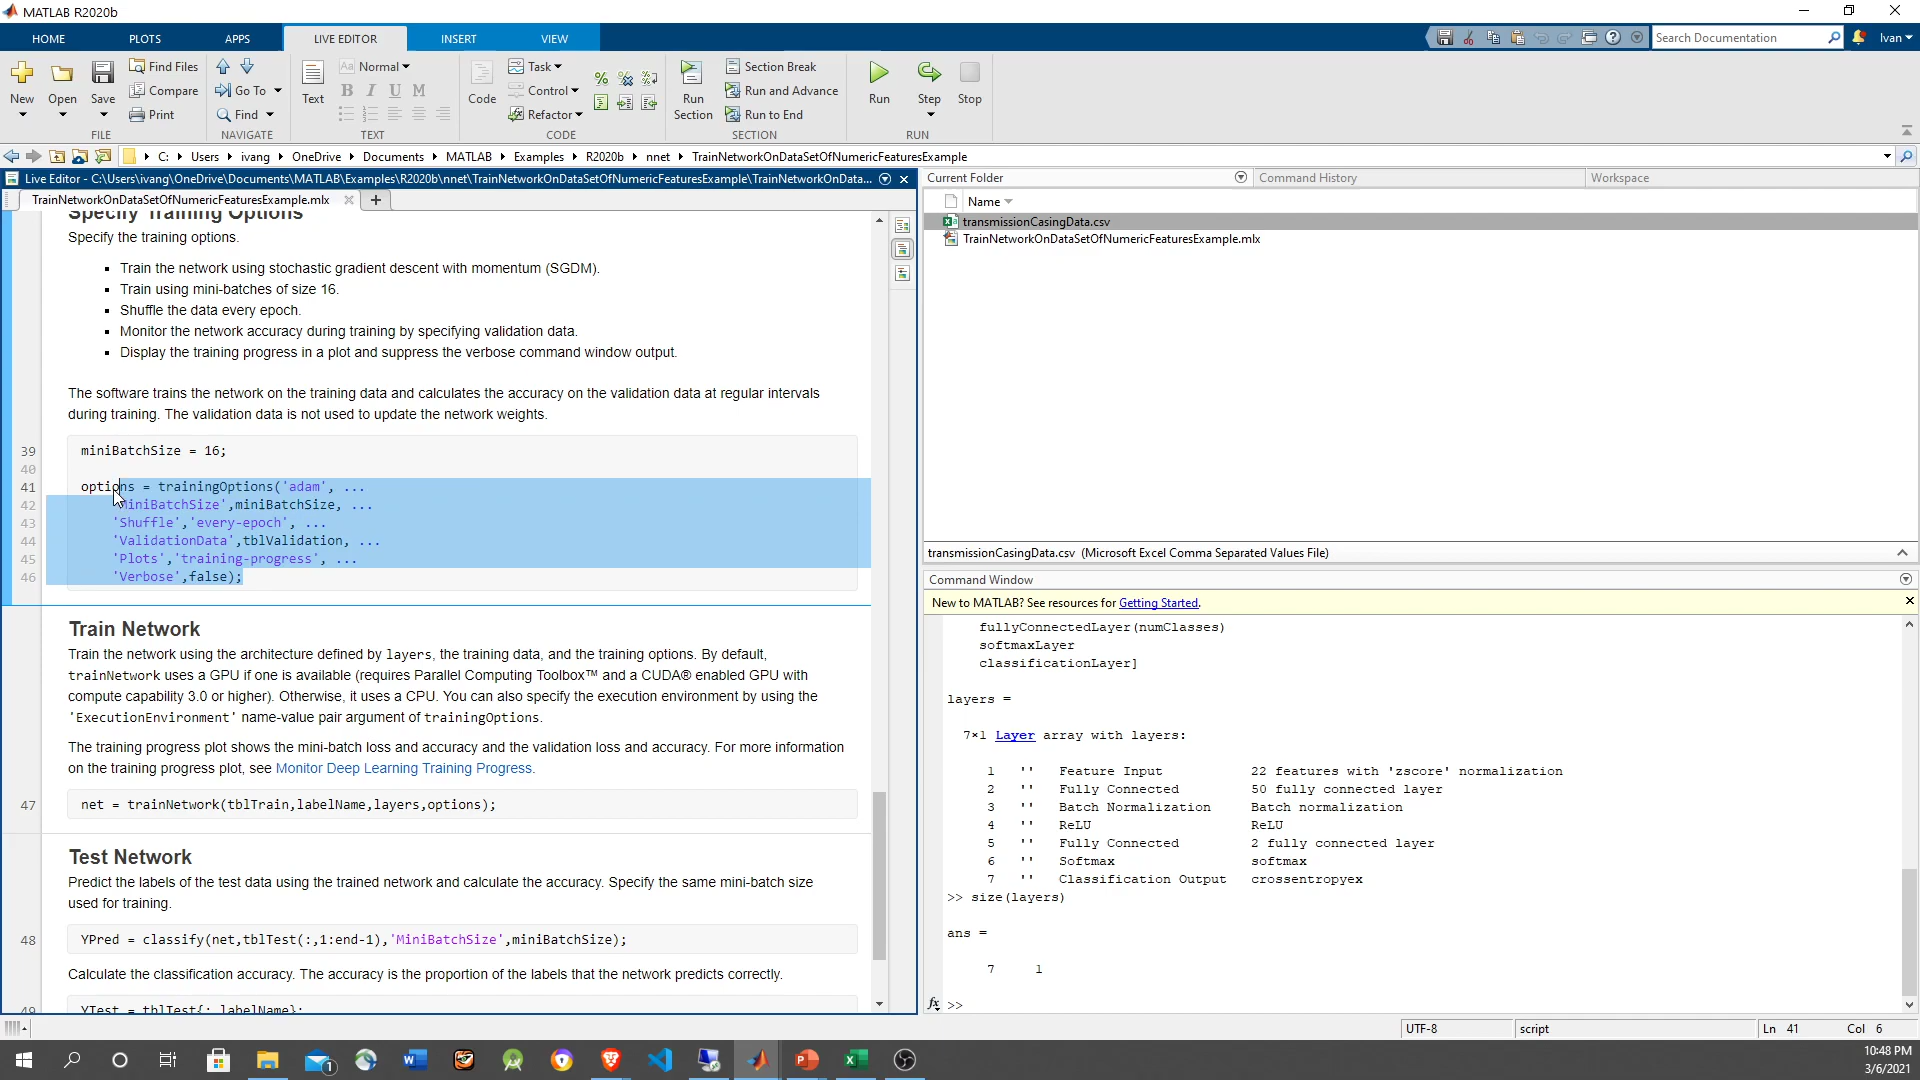 MATLAB R2020b
HOME PLOTS APPS LIVE EDITOR INSERT VIEW
Search Documentation
Ivan
New
Open
Save
Find Files
Compare
Print
FILE
Go To
Find
NAVIGATE
Text
Aa Normal
B I U M
TEXT
Code
Task
Control
Refactor
CODE
Run Section
Section Break
Run and Advance
Run to End
SECTION
Run
Step
Stop
RUN
C: Users ivang OneDrive Documents MATLAB Examples R2020b nnet TrainNetworkOnDataSetOfNumericFeaturesExample
Live Editor - C:\Users\ivang\OneDrive\Documents\MATLAB\Examples\R2020b\nnet\TrainNetworkOnDataSetOfNumericFeaturesExample\TrainNetworkOnData...
TrainNetworkOnDataSetOfNumericFeaturesExample.mlx
Specify Training Options
Specify the training options.
Train the network using stochastic gradient descent with momentum (SGDM).
Train using mini-batches of size 16.
Shuffle the data every epoch.
Monitor the network accuracy during training by specifying validation data.
Display the training progress in a plot and suppress the verbose command window output.
The software trains the network on the training data and calculates the accuracy on the validation data at regular intervals
during training. The validation data is not used to update the network weights.
39 miniBatchSize = 16;
40
41 options = trainingOptions('adam', ...
42 'MiniBatchSize',miniBatchSize, ...
43 'Shuffle','every-epoch', ...
44 'ValidationData',tblValidation, ...
45 'Plots','training-progress', ...
46 'Verbose',false);
Train Network
Train the network using the architecture defined by layers, the training data, and the training options. By default,
trainNetwork uses a GPU if one is available (requires Parallel Computing Toolbox™ and a CUDA® enabled GPU with
compute capability 3.0 or higher). Otherwise, it uses a CPU. You can also specify the execution environment by using the
'ExecutionEnvironment' name-value pair argument of trainingOptions.
The training progress plot shows the mini-batch loss and accuracy and the validation loss and accuracy. For more information
on the training progress plot, see Monitor Deep Learning Training Progress.
47 net = trainNetwork(tblTrain,labelName,layers,options);
Test Network
Predict the labels of the test data using the trained network and calculate the accuracy. Specify the same mini-batch size
used for training.
48 YPred = classify(net,tblTest(:,1:end-1),'MiniBatchSize',miniBatchSize);
Calculate the classification accuracy. The accuracy is the proportion of the labels that the network predicts correctly.
49 YTest = tblTest{:,labelName};
Current Folder
Command History
Workspace
Name
transmissionCasingData.csv
TrainNetworkOnDataSetOfNumericFeaturesExample.mlx
transmissionCasingData.csv (Microsoft Excel Comma Separated Values File)
Command Window
New to MATLAB? See resources for Getting Started.
fullyConnectedLayer(numClasses)
softmaxLayer
classificationLayer]
layers =
7×1 Layer array with layers:
1 '' Feature Input 22 features with 'zscore' normalization
2 '' Fully Connected 50 fully connected layer
3 '' Batch Normalization Batch normalization
4 '' ReLU ReLU
5 '' Fully Connected 2 fully connected layer
6 '' Softmax softmax
7 '' Classification Output crossentropyex
>> size(layers)
ans =
7 1
fx >>
UTF-8
script
Ln 41 Col 6
10:48 PM
3/6/2021